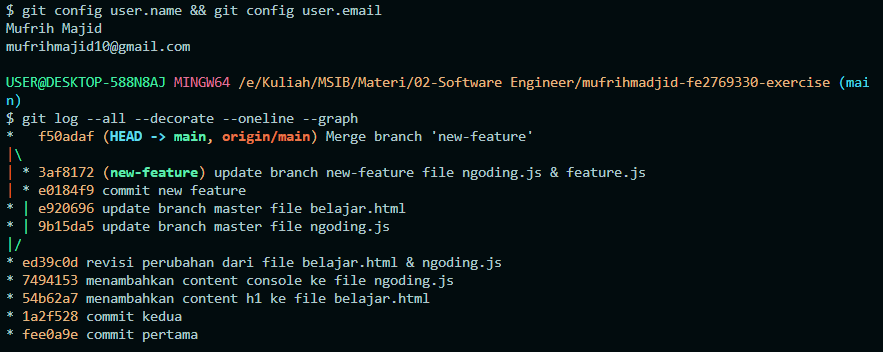 $ git config user.name && git config user.email
Mufrih Majid
mufrihmajid10@gmail.com
USER@DESKTOP-588N8AJ MINGW64 /e/Kuliah/MSIB/Materi/02-Software Engineer/mufrihmadjid-fe2769330-exercise (mai
n)
$ git log --all --decorate --oneline --graph
*   f50adaf (HEAD -> main, origin/main) Merge branch 'new-feature'
|\
| * 3af8172 (new-feature) update branch new-feature file ngoding.js & feature.js
| * e0184f9 commit new feature
* | e920696 update branch master file belajar.html
* | 9b15da5 update branch master file ngoding.js
|/
* ed39c0d revisi perubahan dari file belajar.html & ngoding.js
* 7494153 menambahkan content console ke file ngoding.js
* 54b62a7 menambahkan content h1 ke file belajar.html
* 1a2f528 commit kedua
* fee0a9e commit pertama